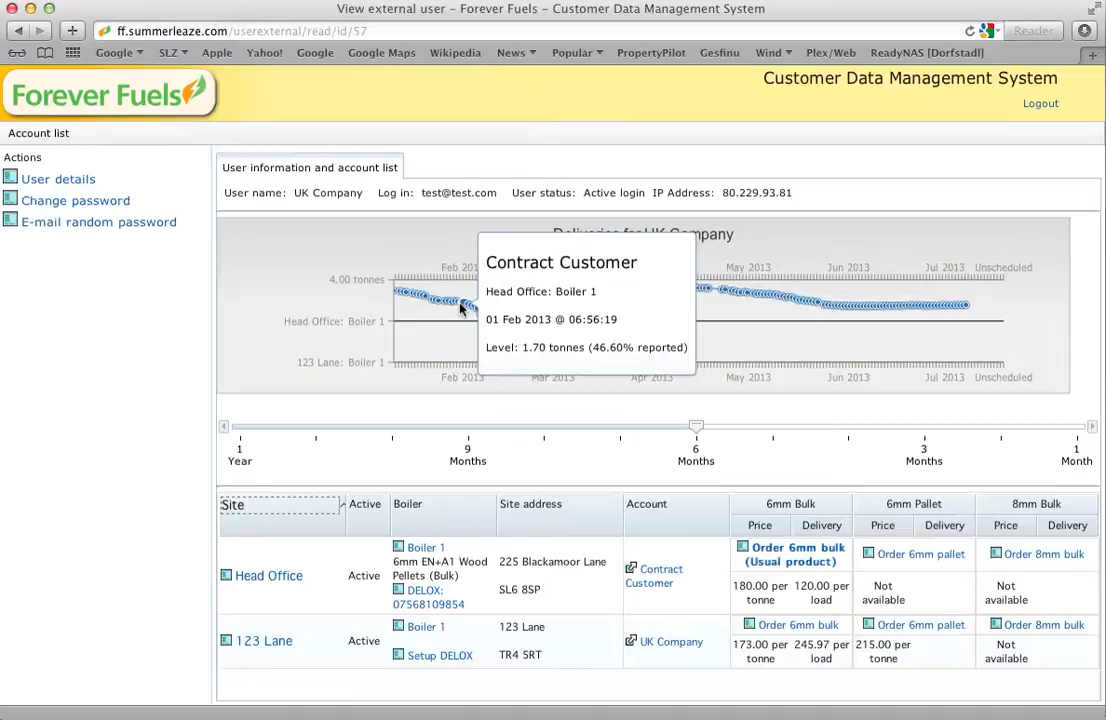 View external user – Forever Fuels – Customer Data Management System
ff.summerleaze.com/userexternal/read/id/57
Reader
Google ▼ SLZ ▼ Apple Yahoo! Google Google Maps Wikipedia News ▼ Popular ▼ PropertyPilot Gesfinu Wind ▼ Plex/Web ReadyNAS [Dorfstadl]
Forever Fuels
Customer Data Management System
Logout
Account list
Actions
User details
Change password
E-mail random password
User information and account list
User name: UK Company Log in: test@test.com User status: Active login IP Address: 80.229.93.81
Deliveries for UK Company
Feb 201 May 2013 Jun 2013 Jul 2013 Unscheduled
4.00 tonnes
Head Office: Boiler 1
123 Lane: Boiler 1
Feb 2013 Mar 2013 Apr 2013 May 2013 Jun 2013 Jul 2013 Unscheduled
Contract Customer
Head Office: Boiler 1
01 Feb 2013 @ 06:56:19
Level: 1.70 tonnes (46.60% reported)
1 9 6 3 1
Year Months Months Months Month
Site Active Boiler Site address Account 6mm Bulk 6mm Pallet 8mm Bulk
Price Delivery Price Delivery Price Delivery
Head Office
Active
Boiler 1
6mm EN+A1 Wood
Pellets (Bulk)
DELOX:
07568109854
225 Blackamoor Lane
SL6 8SP
Contract
Customer
Order 6mm bulk
(Usual product)
180.00 per
tonne
120.00 per
load
Order 6mm pallet
Not
available
Order 8mm bulk
Not
available
123 Lane
Active
Boiler 1
Setup DELOX
123 Lane
TR4 5RT
UK Company
Order 6mm bulk
173.00 per
tonne
245.97 per
load
Order 6mm pallet
215.00 per
tonne
Order 8mm bulk
Not
available